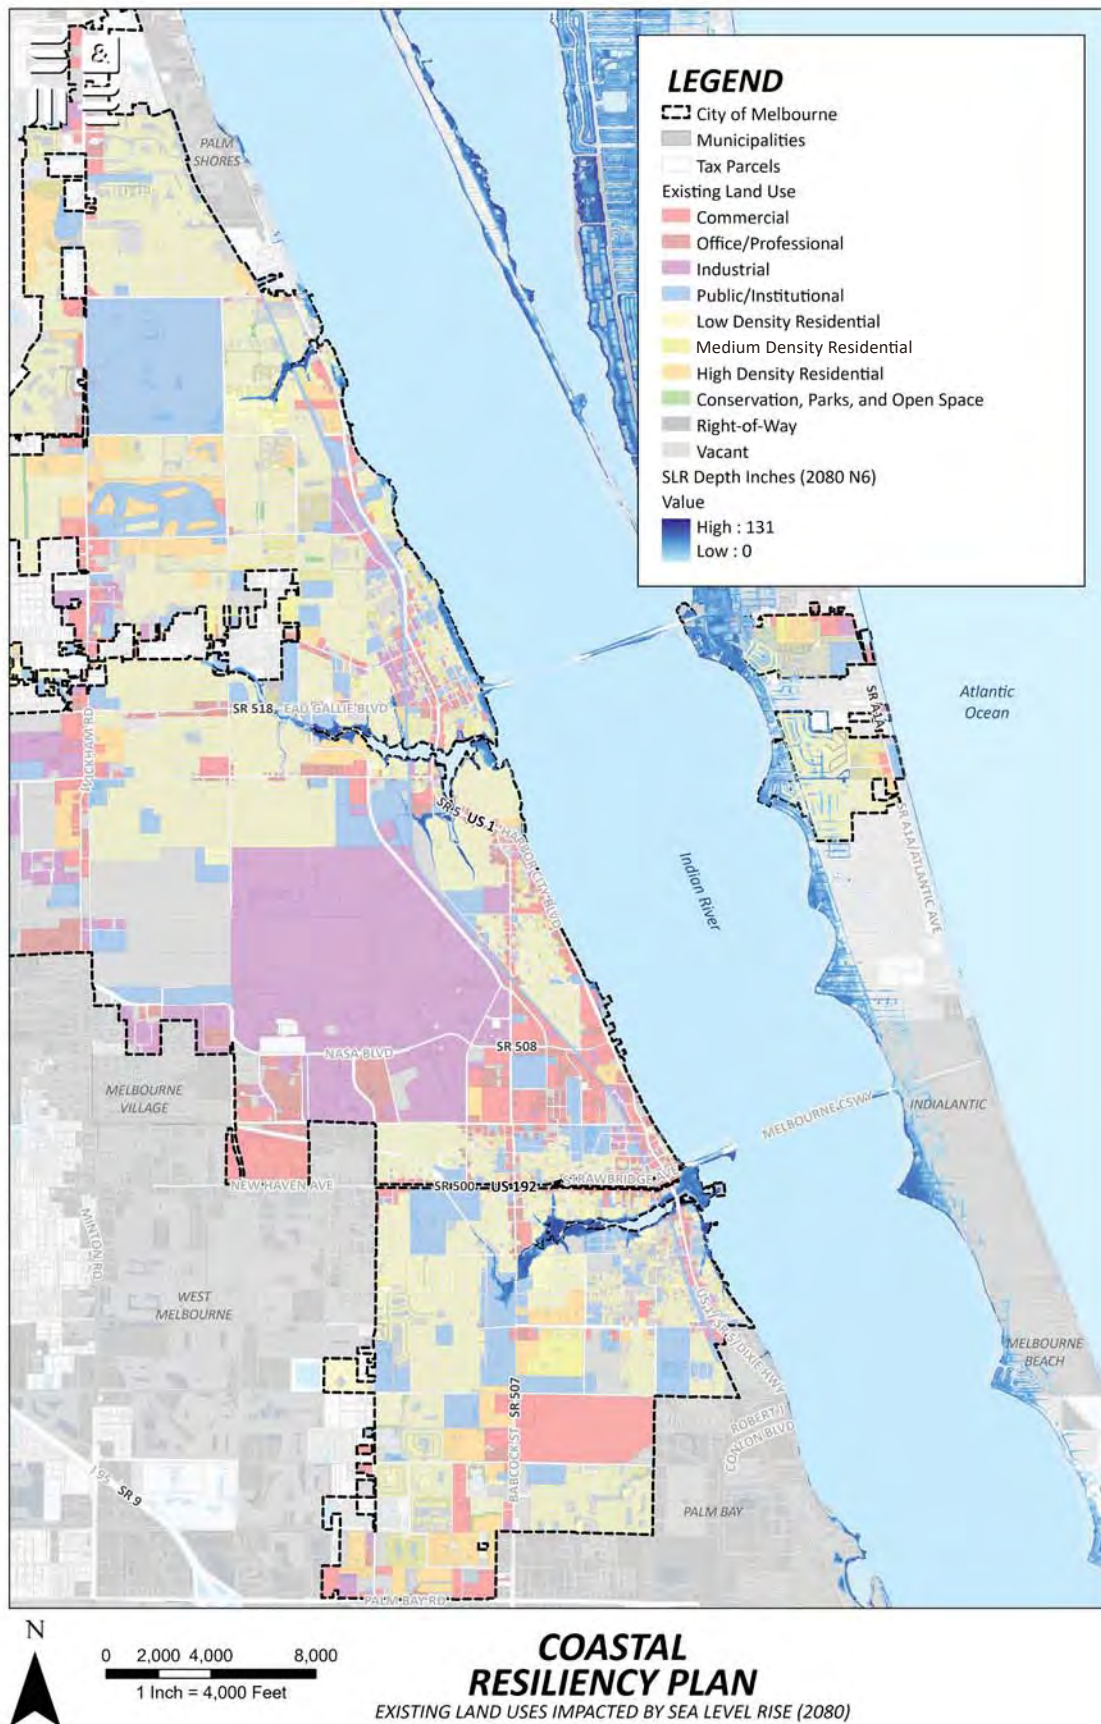 &
LEGEND
City of Melbourne
Municipalities
Tax Parcels
Existing Land Use
Commercial
Office/Professional
Industrial
Public/Institutional
Low Density Residential
Medium Density Residential
High Density Residential
Conservation, Parks, and Open Space
Right-of-Way
Vacant
SLR Depth Inches (2080 N6)
Value
High : 131
Low : 0
PALM
SHORES
Atlantic
Ocean
SR A1A
SR 518
EAU GALLIE BLVD
WICKHAM RD
SR 5
US 1
HARBOR CITY BLVD
SR A1A/ATLANTIC AVE
Indian
River
SR 508
NASA BLVD
MELBOURNE
VILLAGE
MELBOURNE CSWY
INDIALANTIC
STRAWBRIDGE AVE
SR 500
US 192
NEW HAVEN AVE
MINTON RD
WEST
MELBOURNE
US 1/SR 5/DIXIE HWY
MELBOURNE
BEACH
SR 507
BABCOCK ST
ROBERT J
CONLON BLVD
I 95
SR 9
PALM BAY
PALM BAY RD
N
0 2,000 4,000 8,000
1 Inch = 4,000 Feet
COASTAL
RESILIENCY PLAN
EXISTING LAND USES IMPACTED BY SEA LEVEL RISE (2080)